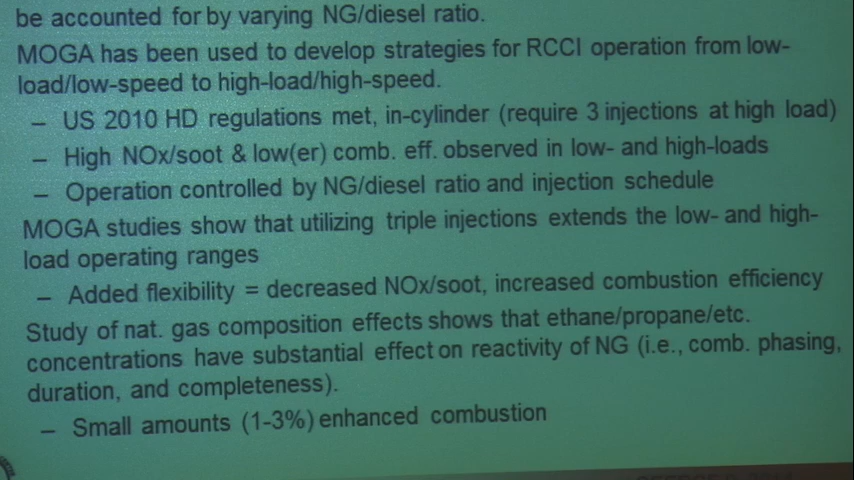 be accounted for by varying NG/diesel ratio.
MOGA has been used to develop strategies for RCCI operation from low-
load/low-speed to high-load/high-speed.
– US 2010 HD regulations met, in-cylinder (require 3 injections at high load)
– High NOx/soot & low(er) comb. eff. observed in low- and high-loads
– Operation controlled by NG/diesel ratio and injection schedule
MOGA studies show that utilizing triple injections extends the low- and high-
load operating ranges
– Added flexibility = decreased NOx/soot, increased combustion efficiency
Study of nat. gas composition effects shows that ethane/propane/etc.
concentrations have substantial effect on reactivity of NG (i.e., comb. phasing,
duration, and completeness).
– Small amounts (1-3%) enhanced combustion